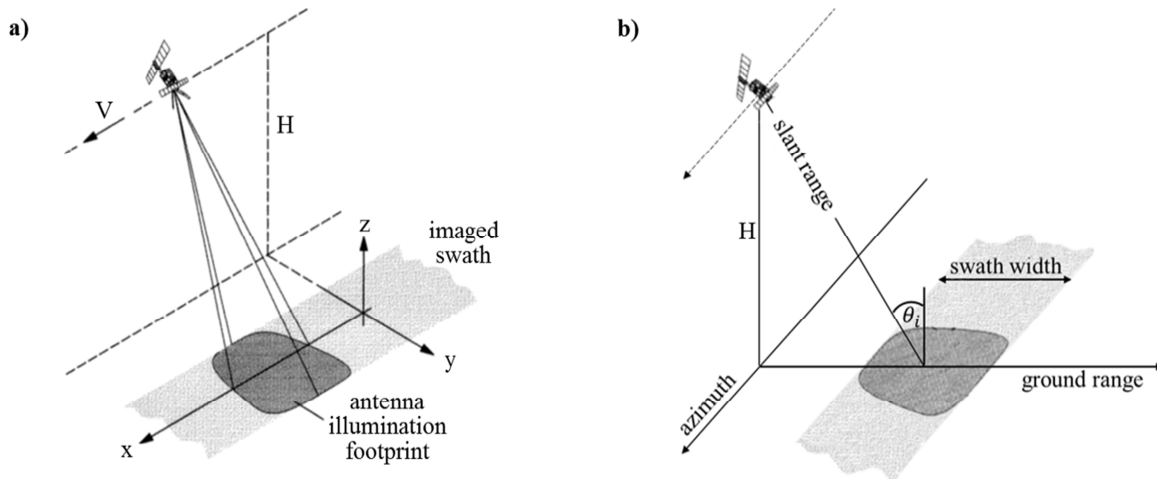 a)
V
H
z
imaged
swath
y
antenna
illumination
footprint
x
b)
slant range
H
swath width
θi
ground range
azimuth